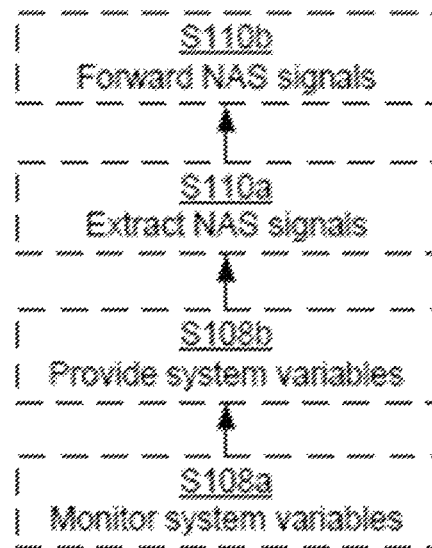 S110b
Forward NAS signals
S110a
Extract NAS signals
S108b
Provide system variables
S108a
Monitor system variables